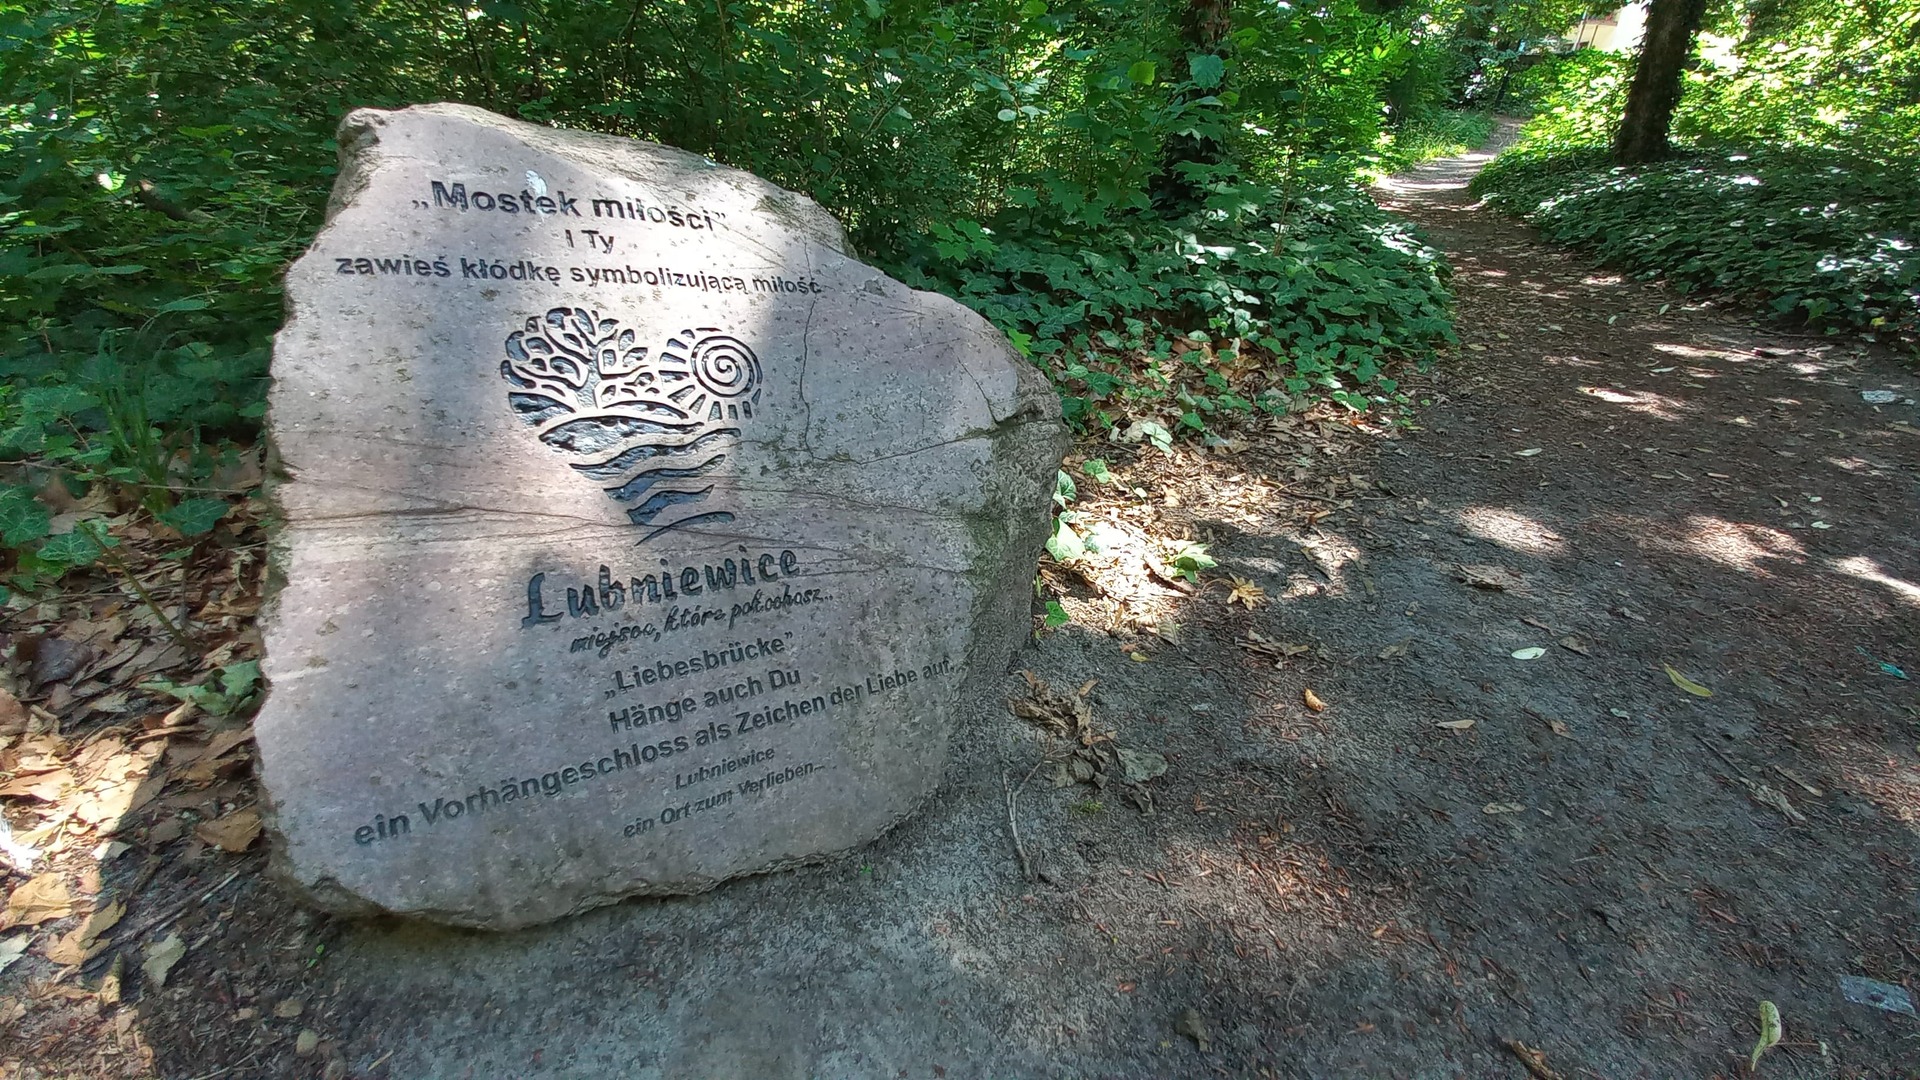 „Mostek miłości”
I Ty
zawieś kłódkę symbolizującą miłość
Lubniewice
miejsce, które pokochasz...
„Liebesbrücke”
Hänge auch Du
ein Vorhängeschloss als Zeichen der Liebe auf.
Lubniewice
ein Ort zum Verlieben...